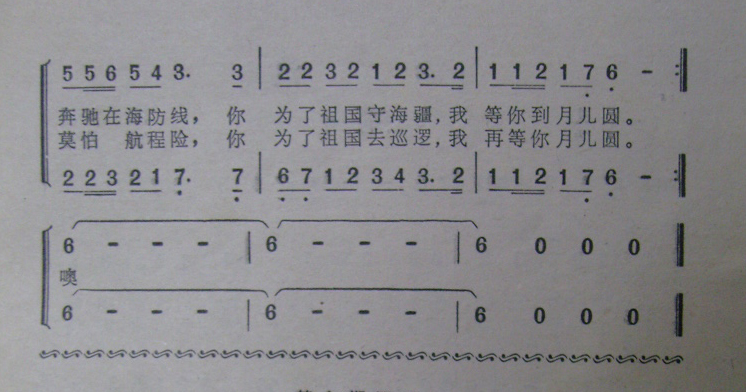 5 5 6 5 4 3. 3 | 2 2 3 2 1 2 3. 2 | 1 1 2 1 7 6 - :|
奔驰在海防线，你 为了祖国守海疆，我 等你到月儿圆。
莫怕 航程险，你 为了祖国去巡逻，我 再等你月儿圆。
2 2 3 2 1 7. 7 | 6 7 1 2 3 4 3. 2 | 1 1 2 1 7 6 - :|
6 - - - | 6 - - - | 6 0 0 0
噢
6 - - - | 6 - - - | 6 0 0 0